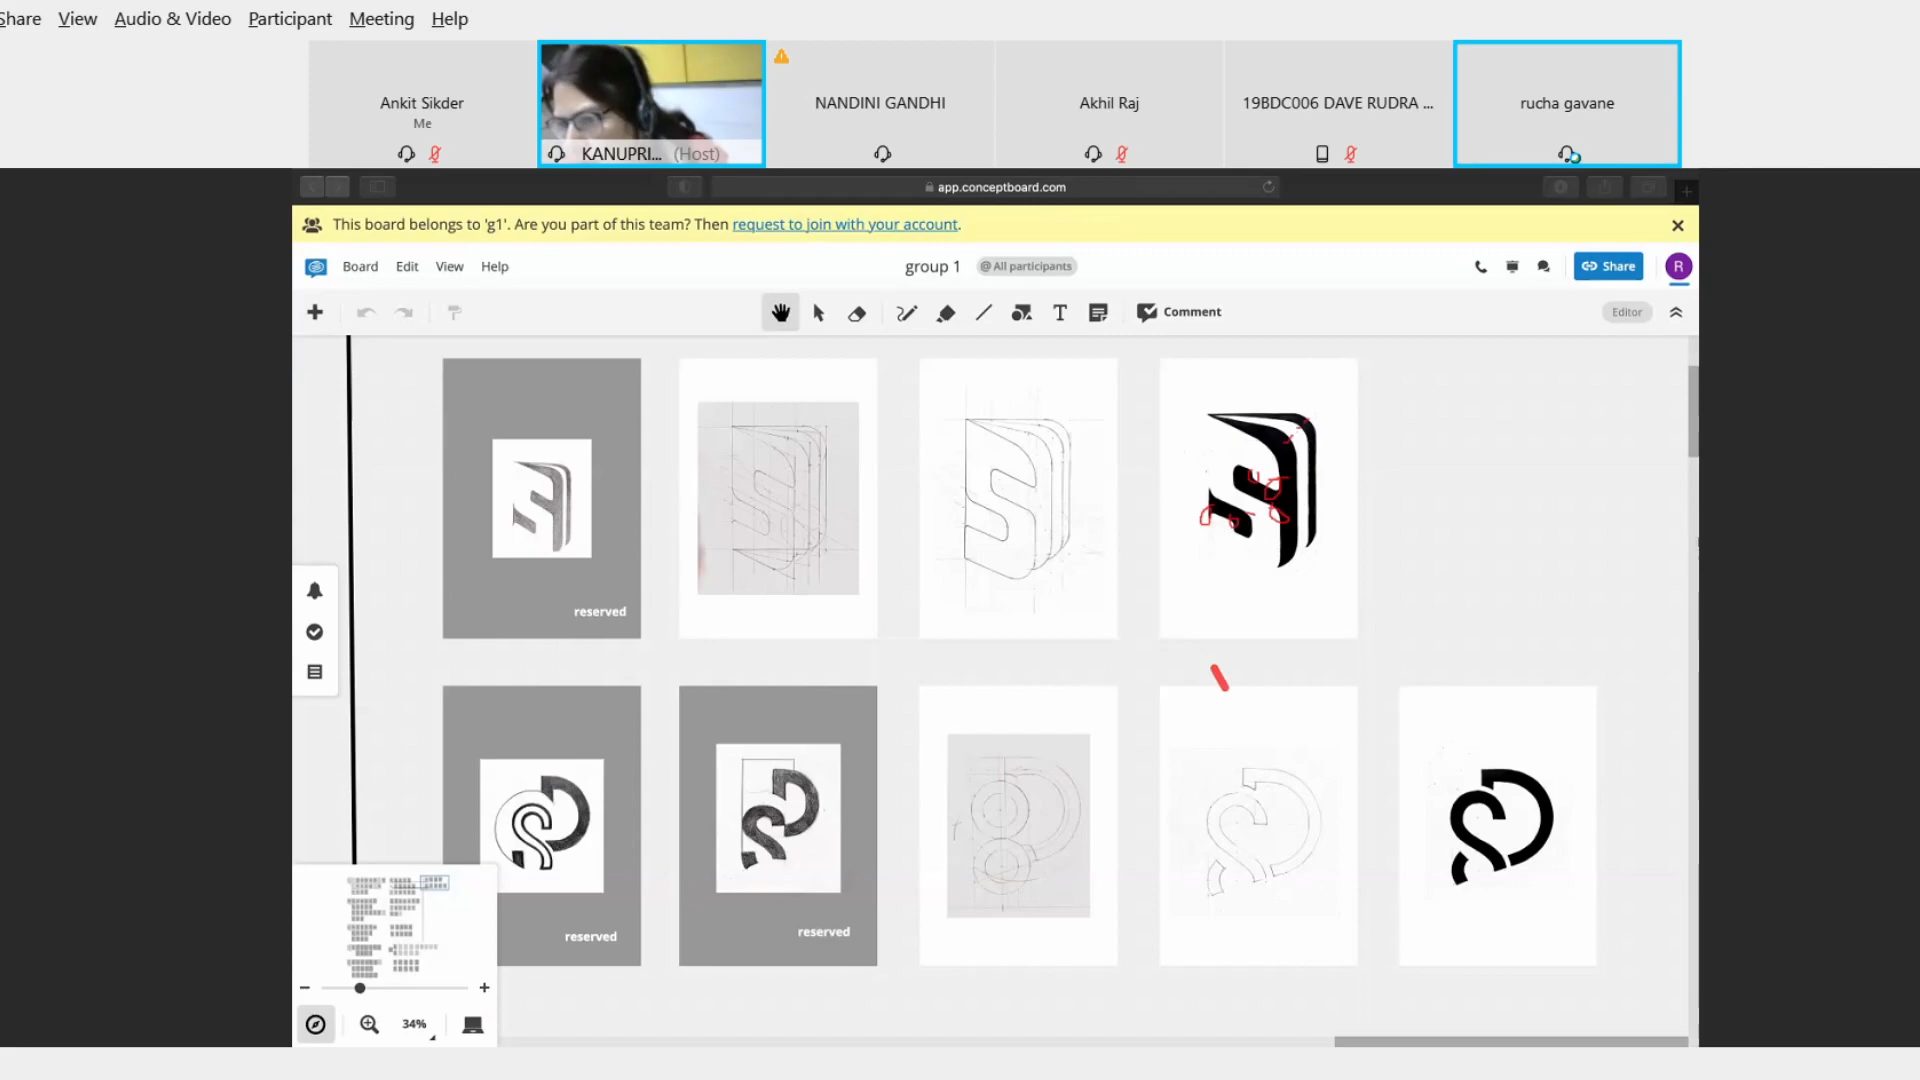 Share View Audio & Video Participant Meeting Help
Ankit Sikder
Me
KANUPRI... (Host)
NANDINI GANDHI
Akhil Raj
19BDC006 DAVE RUDRA ...
rucha gavane
app.conceptboard.com
This board belongs to 'g1'. Are you part of this team? Then request to join with your account.
Board Edit View Help
group 1
@ All participants
Share
R
T
Comment
Editor
reserved
reserved
reserved
34%